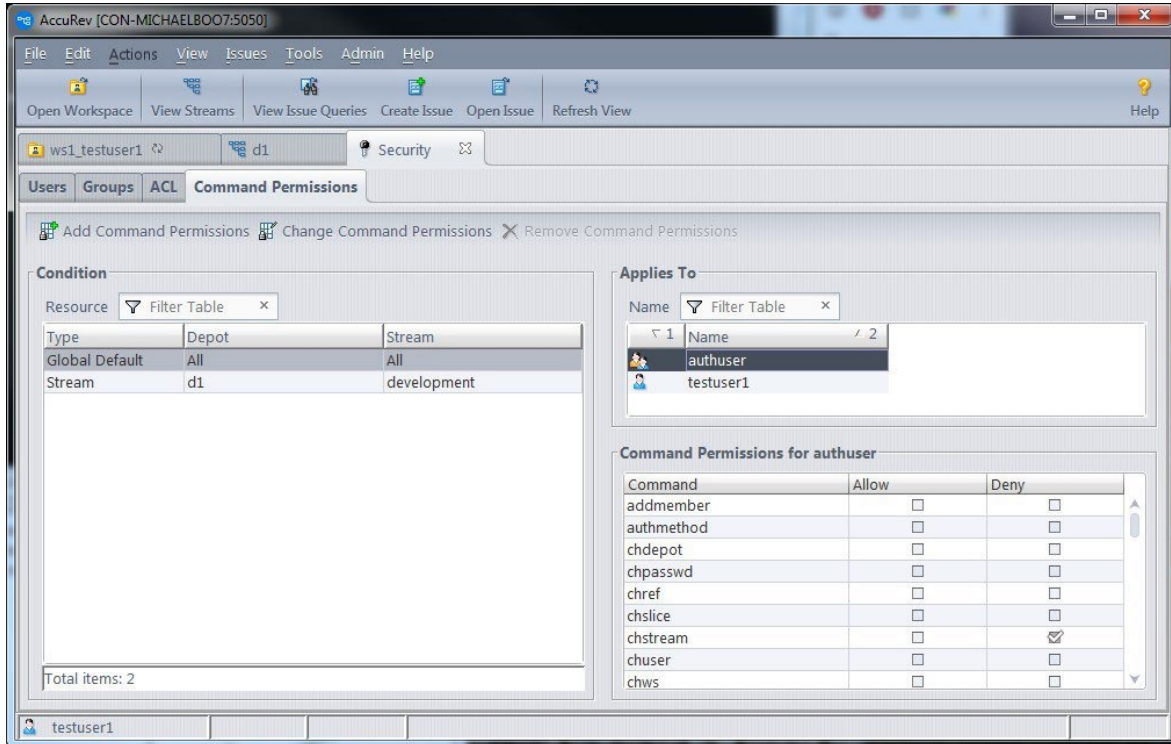 AccuRev [CON-MICHAELBOO7:5050]
File Edit Actions View Issues Tools Admin Help
Open Workspace View Streams View Issue Queries Create Issue Open Issue Refresh View Help
ws1_testuser1 d1 Security
Users Groups ACL Command Permissions
Add Command Permissions Change Command Permissions Remove Command Permissions
Condition
Resource Filter Table
Type Depot Stream
Global Default All All
Stream d1 development
Total items: 2
Applies To
Name Filter Table
1 Name 2
authuser
testuser1
Command Permissions for authuser
Command Allow Deny
addmember
authmethod
chdepot
chpasswd
chref
chslice
chstream
chuser
chws
testuser1